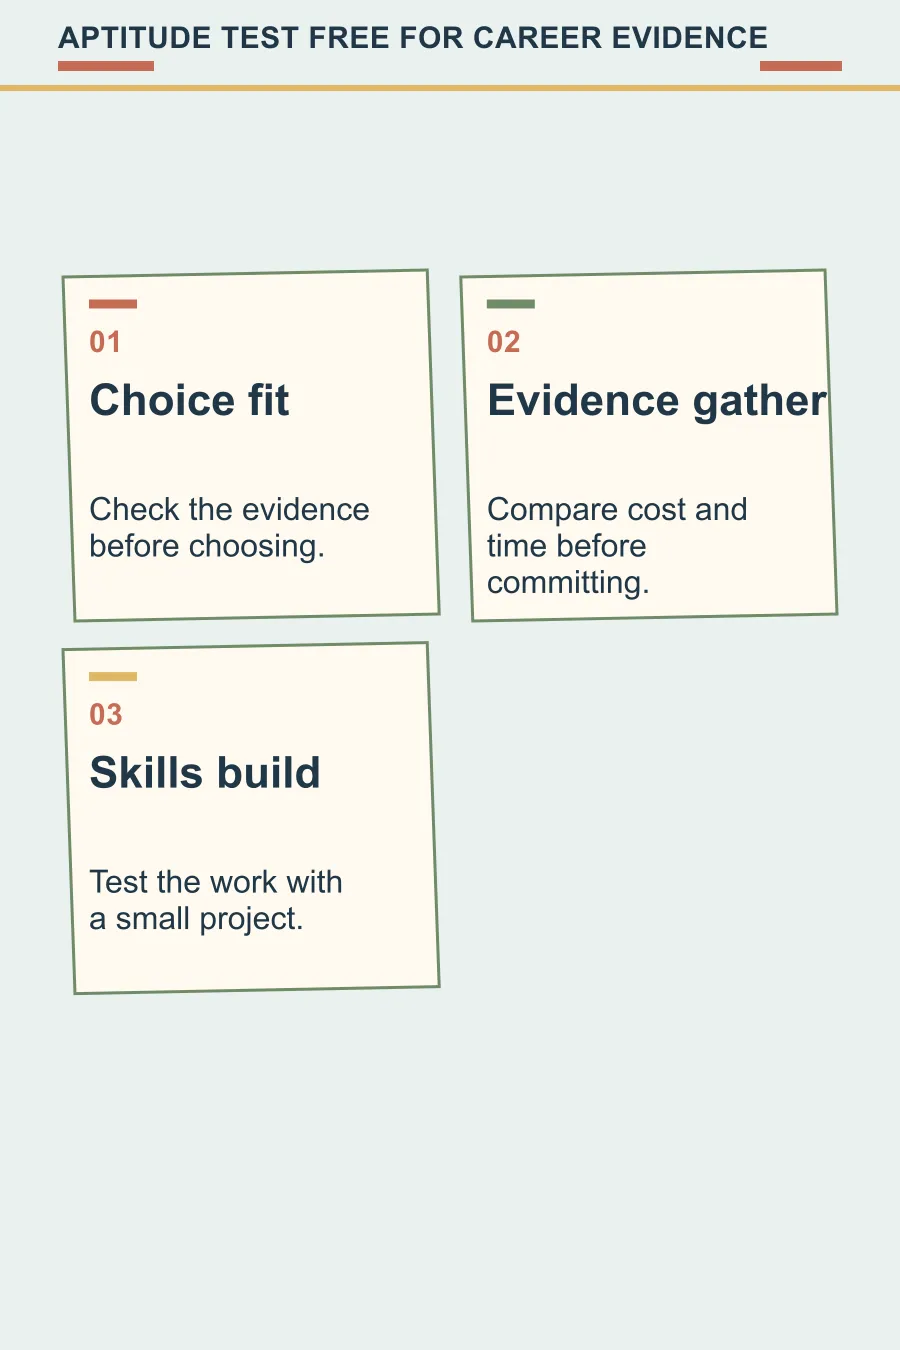 APTITUDE TEST FREE FOR CAREER EVIDENCE
01
Choice fit
Check the evidence
before choosing.
02
Evidence gather
Compare cost and
time before
committing.
03
Skills build
Test the work with
a small project.